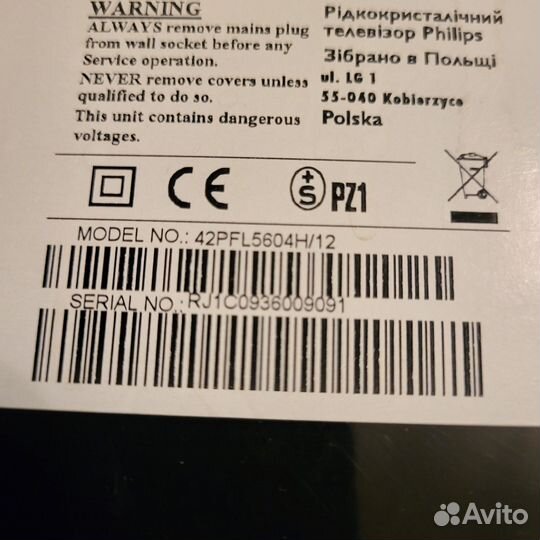 WARNING
ALWAYS remove mains plug
from wall socket before any
Service operation.
NEVER remove covers unless
qualified to do so.
This unit contains dangerous
voltages.
Рідкокристалічний
телевізор Philips
Зібрано в Польщі
ul. LG 1
55-040 Kobierzyce
Polska
CE
+S PZ1
MODEL NO.: 42PFL5604H/12
SERIAL NO.: RJ1C0936009091
Avito